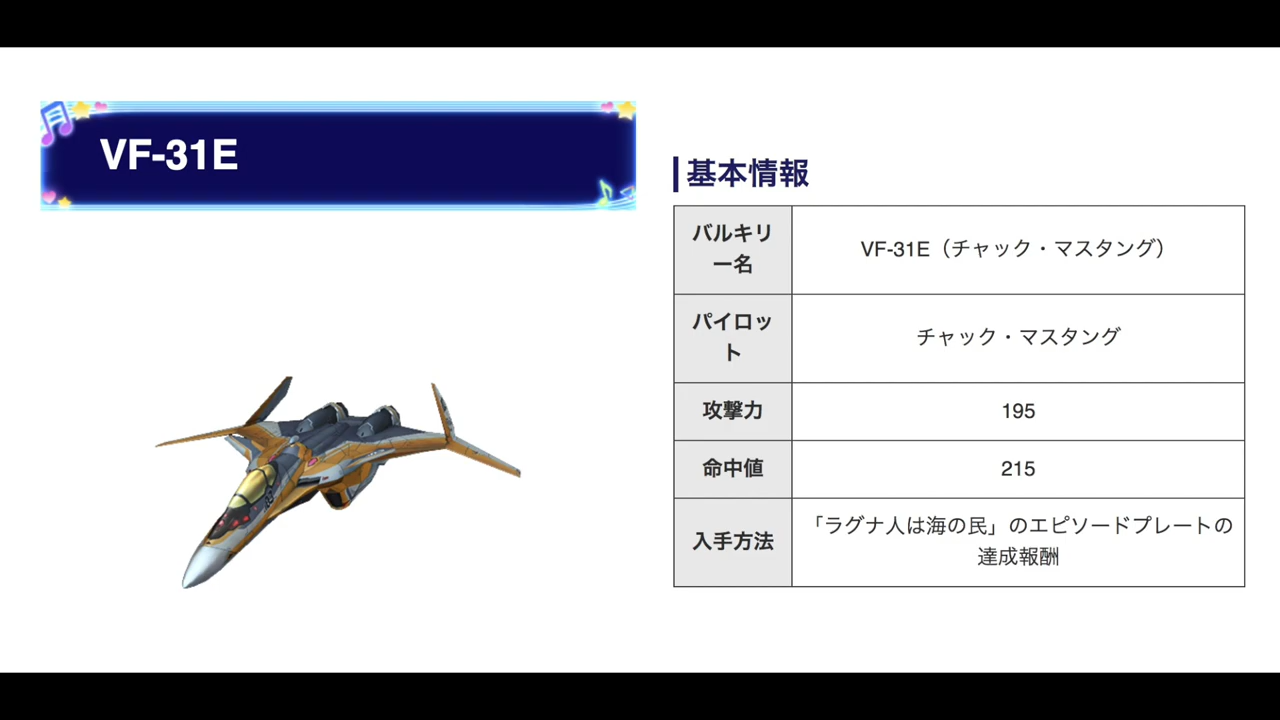 VF-31E
基本情報
バルキリ
ー名
VF-31E（チャック・マスタング）
パイロッ
ト
チャック・マスタング
攻撃力
195
命中値
215
入手方法
「ラグナ人は海の民」のエピソードプレートの
達成報酬